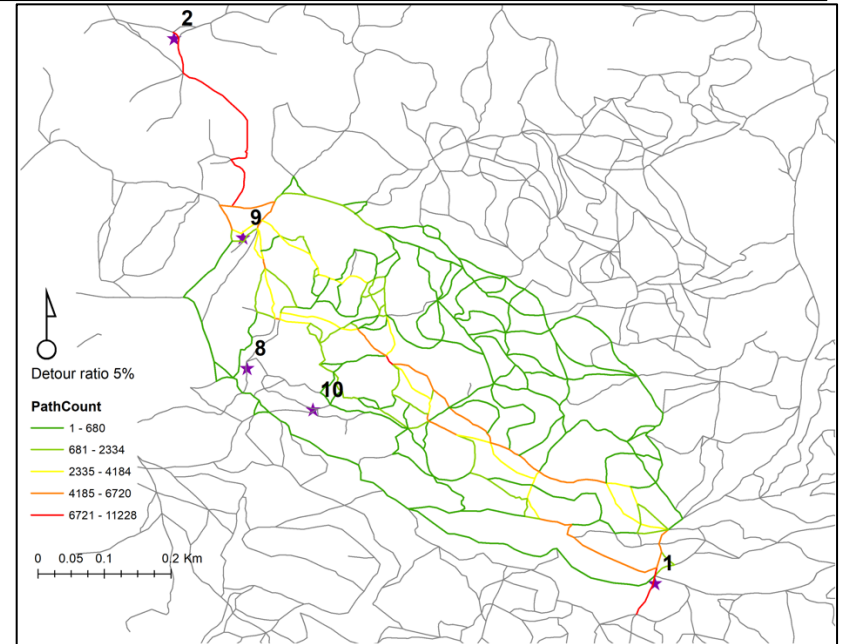 2
9
8
10
1
Detour ratio 5%
PathCount
1 - 680
681 - 2334
2335 - 4184
4185 - 6720
6721 - 11228
0 0.05 0.1 0.2 Km